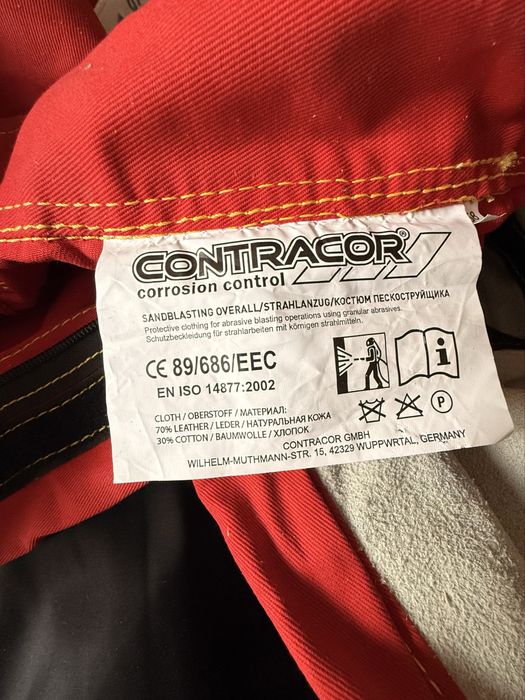 CONTRACOR®
corrosion control
SANDBLASTING OVERALL/STRAHLANZUG/КОСТЮМ ПЕСКОСТРУЙЩИКА
Protective clothing for abrasive blasting operations using granular abrasives.
Schutzbekleidung für strahlarbeiten mit körnigen strahlmitteln.
CE 89/686/EEC
EN ISO 14877:2002
i
CLOTH / OBERSTOFF / МАТЕРИАЛ:
70% LEATHER / LEDER / НАТУРАЛЬНАЯ КОЖА
30% COTTON / BAUMWOLLE / ХЛОПОК
P
CONTRACOR GMBH
WILHELM-MUTHMANN-STR. 15, 42329 WUPPWRTAL, GERMANY